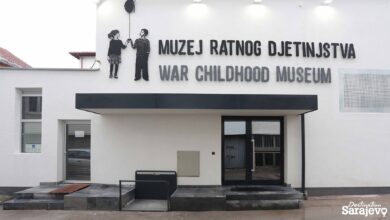 MUZEJ RATNOG DJETINJSTVA
WAR CHILDHOOD MUSEUM
Destination
Sarajevo